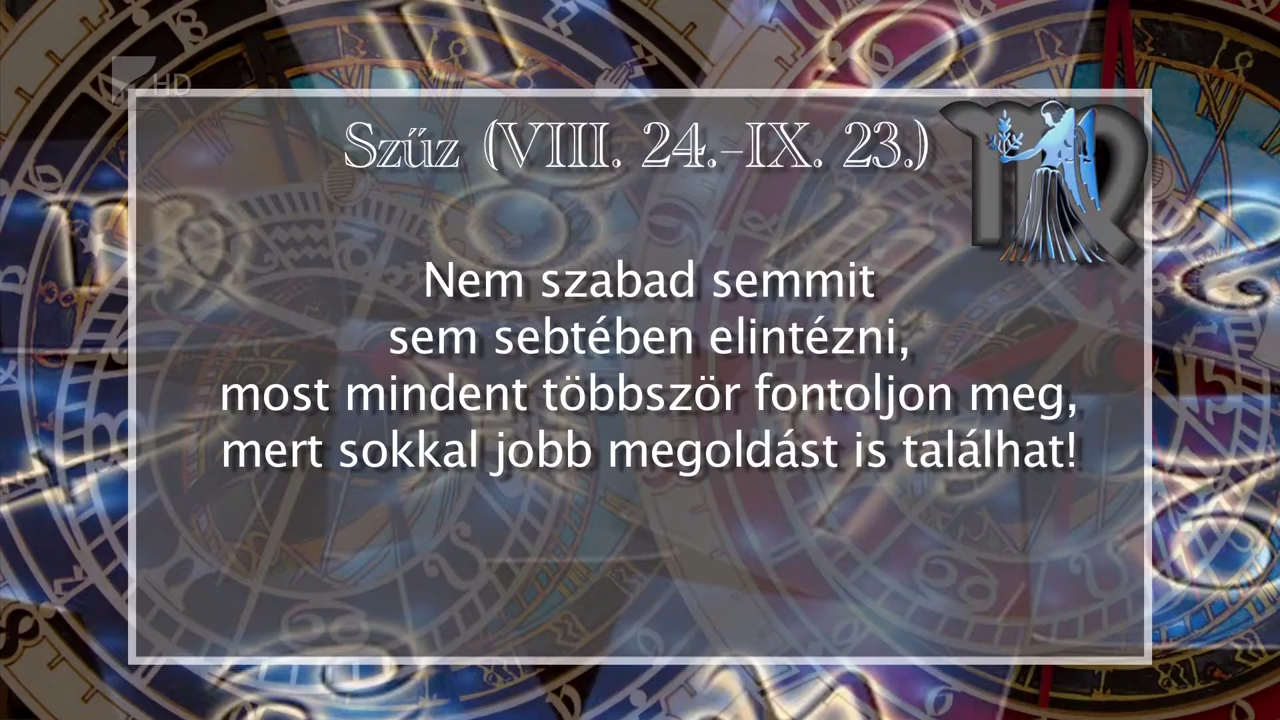 HD
Szűz (VIII. 24.-IX. 23.)
Nem szabad semmit
sem sebtében elintézni,
most mindent többször fontoljon meg,
mert sokkal jobb megoldást is találhat!